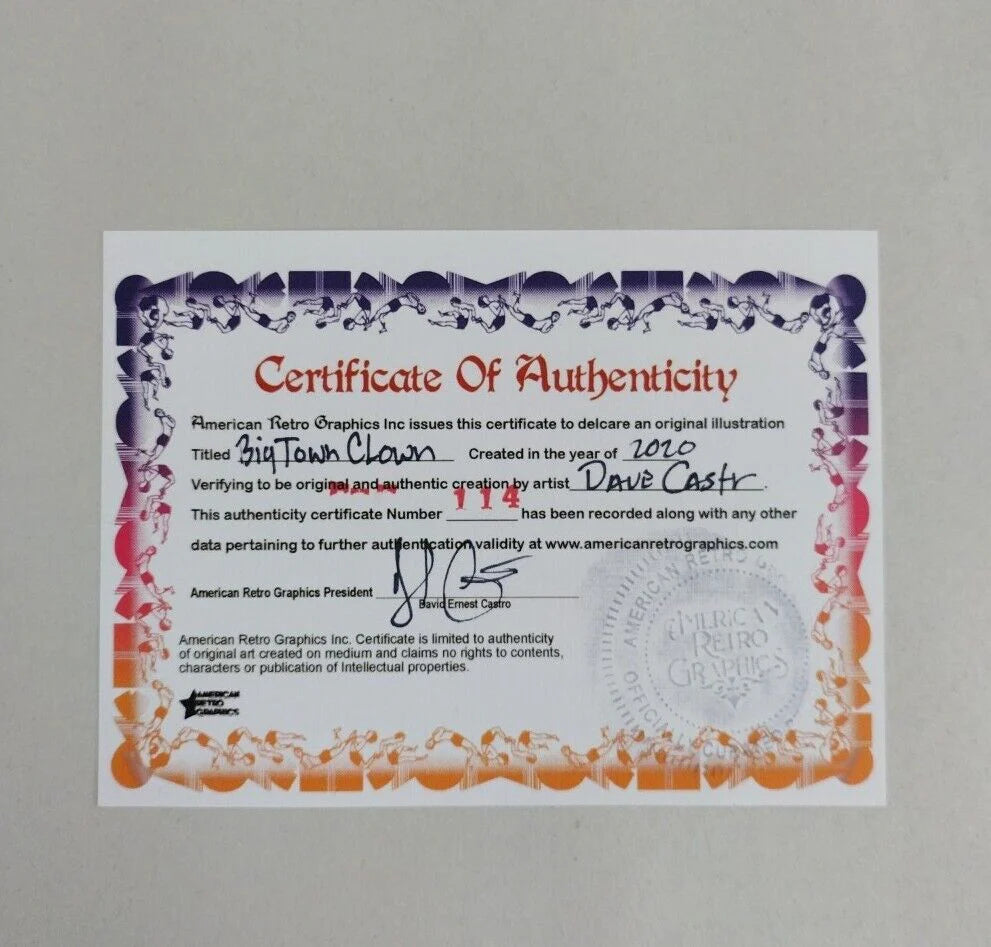 Certificate Of Authenticity
American Retro Graphics Inc issues this certificate to delcare an original illustration
Titled Big Town Clown Created in the year of 2020
Verifying to be original and authentic creation by artist Dave Castr.
This authenticity certificate Number 114 has been recorded along with any other
data pertaining to further authentication validity at www.americanretrographics.com
American Retro Graphics President
David Ernest Castro
American Retro Graphics Inc. Certificate is limited to authenticity
of original art created on medium and claims no rights to contents,
characters or publication of Intellectual properties.
AMERICAN
RETRO
GRAPHICS
AMERICAN RETRO
AMERICAN
RETRO
GRAPHICS
OFFICIALLY